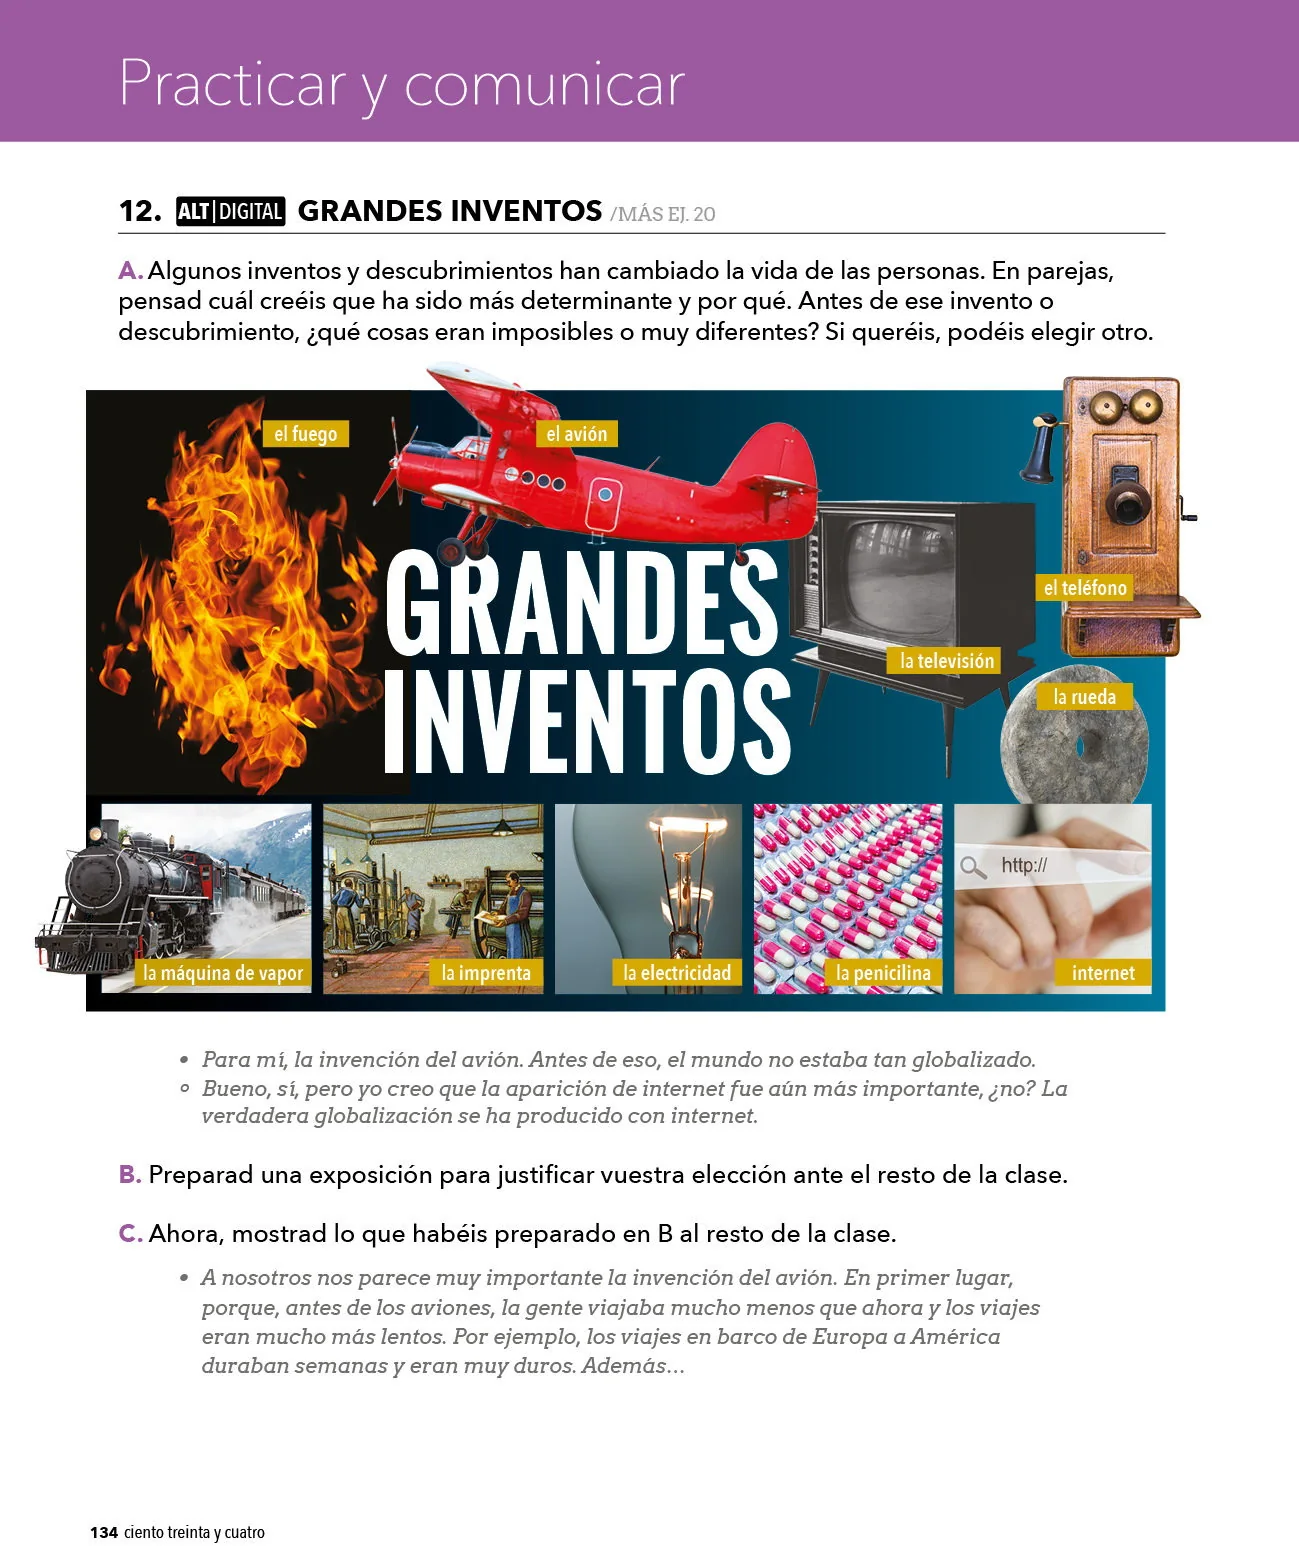 Practicar y comunicar
12. ALT|DIGITAL GRANDES INVENTOS /MÁS EJ. 20
A. Algunos inventos y descubrimientos han cambiado la vida de las personas. En parejas,
pensad cuál creéis que ha sido más determinante y por qué. Antes de ese invento o
descubrimiento, ¿qué cosas eran imposibles o muy diferentes? Si queréis, podéis elegir otro.
el fuego
el avión
el teléfono
la televisión
la rueda
GRANDES
INVENTOS
la máquina de vapor
la imprenta
la electricidad
la penicilina
http://
internet
• Para mí, la invención del avión. Antes de eso, el mundo no estaba tan globalizado.
○ Bueno, sí, pero yo creo que la aparición de internet fue aún más importante, ¿no? La
verdadera globalización se ha producido con internet.
B. Preparad una exposición para justificar vuestra elección ante el resto de la clase.
C. Ahora, mostrad lo que habéis preparado en B al resto de la clase.
• A nosotros nos parece muy importante la invención del avión. En primer lugar,
porque, antes de los aviones, la gente viajaba mucho menos que ahora y los viajes
eran mucho más lentos. Por ejemplo, los viajes en barco de Europa a América
duraban semanas y eran muy duros. Además...
134 ciento treinta y cuatro